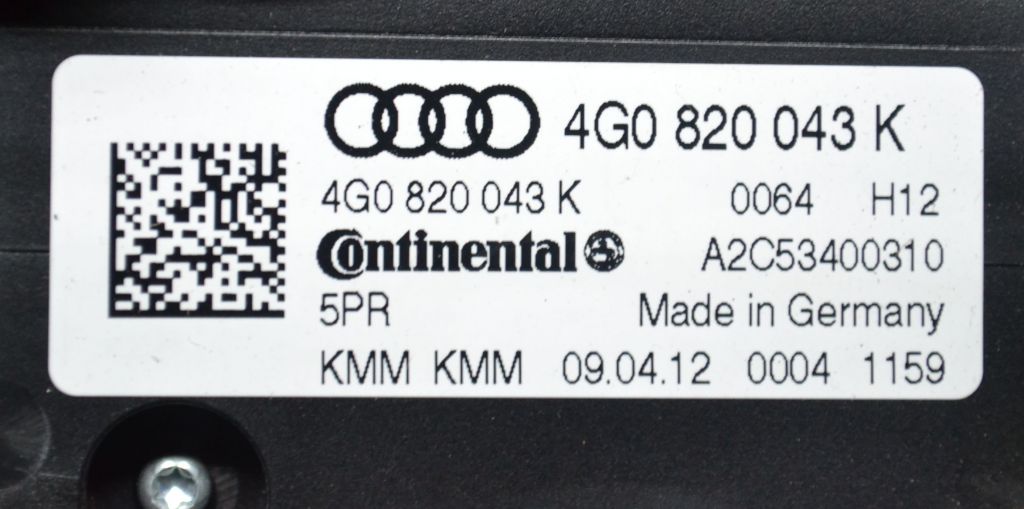 4G0 820 043 K
4G0 820 043 K 0064 H12
Continental A2C53400310
5PR Made in Germany
KMM KMM 09.04.12 0004 1159